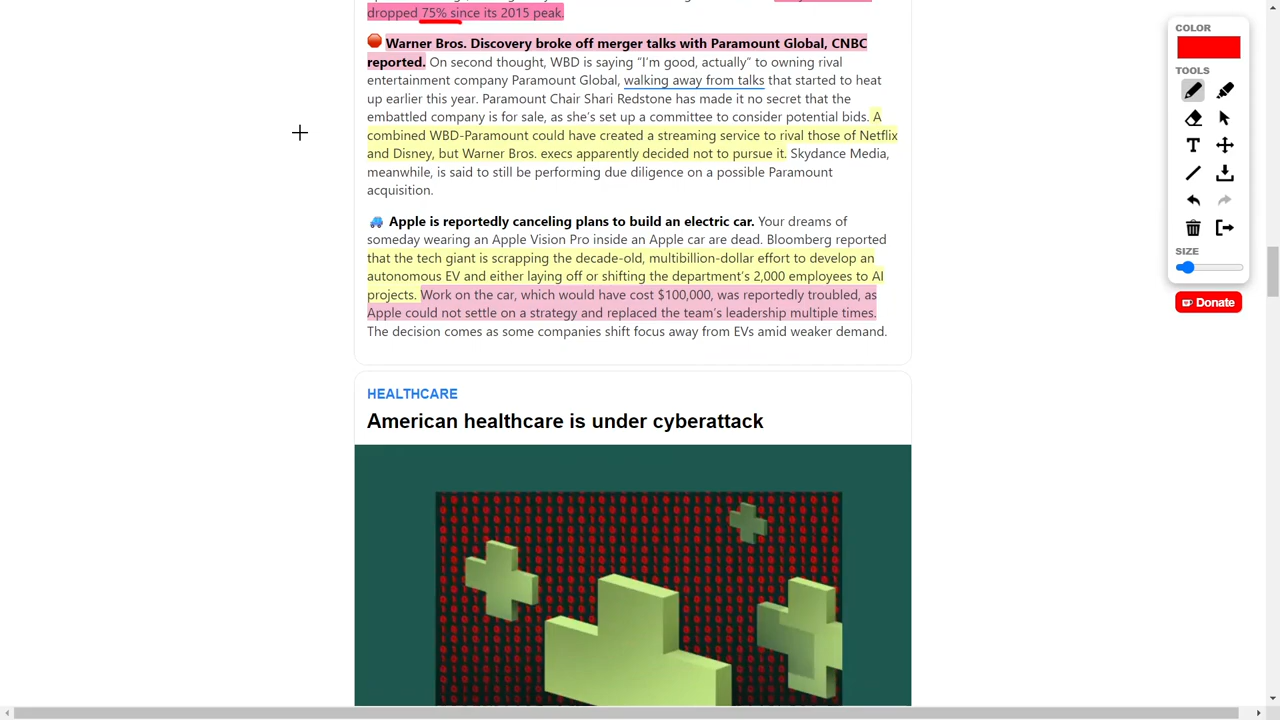 dropped 75% since its 2015 peak.
Warner Bros. Discovery broke off merger talks with Paramount Global, CNBC
reported. On second thought, WBD is saying “I’m good, actually” to owning rival
entertainment company Paramount Global, walking away from talks that started to heat
up earlier this year. Paramount Chair Shari Redstone has made it no secret that the
embattled company is for sale, as she’s set up a committee to consider potential bids. A
combined WBD-Paramount could have created a streaming service to rival those of Netflix
and Disney, but Warner Bros. execs apparently decided not to pursue it. Skydance Media,
meanwhile, is said to still be performing due diligence on a possible Paramount
acquisition.
Apple is reportedly canceling plans to build an electric car. Your dreams of
someday wearing an Apple Vision Pro inside an Apple car are dead. Bloomberg reported
that the tech giant is scrapping the decade-old, multibillion-dollar effort to develop an
autonomous EV and either laying off or shifting the department’s 2,000 employees to AI
projects. Work on the car, which would have cost $100,000, was reportedly troubled, as
Apple could not settle on a strategy and replaced the team’s leadership multiple times.
The decision comes as some companies shift focus away from EVs amid weaker demand.
HEALTHCARE
American healthcare is under cyberattack
COLOR
TOOLS
T
SIZE
Donate